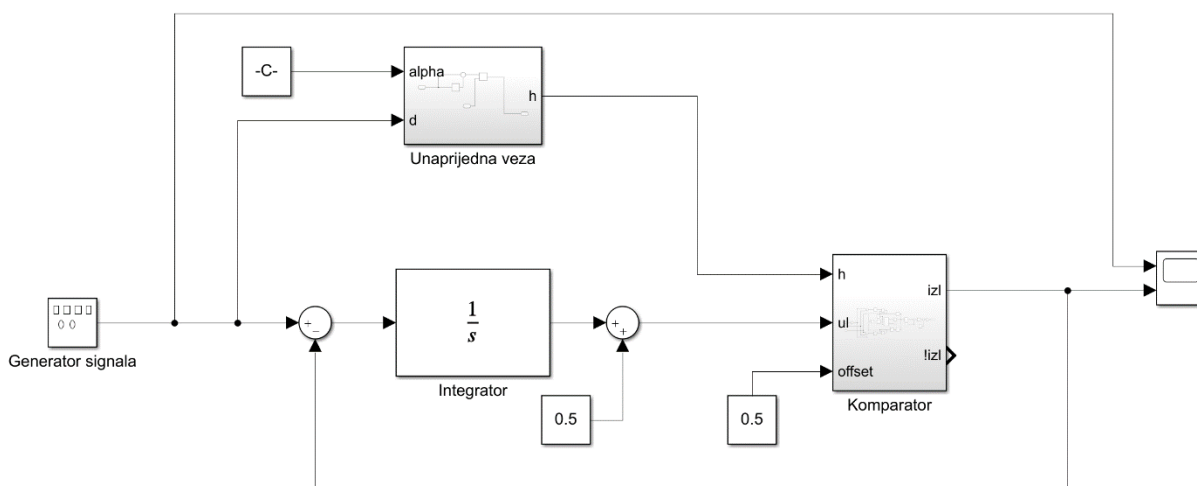 -C-
alpha
h
d
Unaprijedna veza
Generator signala
+
−
1
s
Integrator
+
+
0.5
0.5
h
izl
ul
!izl
offset
Komparator